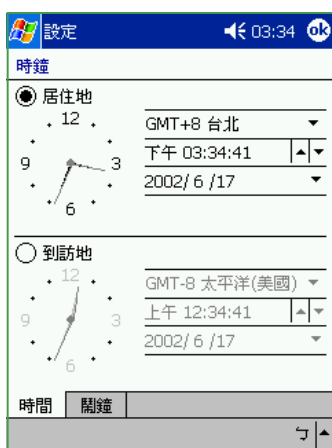 設定 03:34 ok
時鐘
居住地
12
9 3
6
GMT+8 台北
下午 03:34:41
2002/ 6 /17
到訪地
12
9 3
6
GMT-8 太平洋(美國)
上午 12:34:41
2002/ 6 /17
時間 鬧鐘
ㄅ